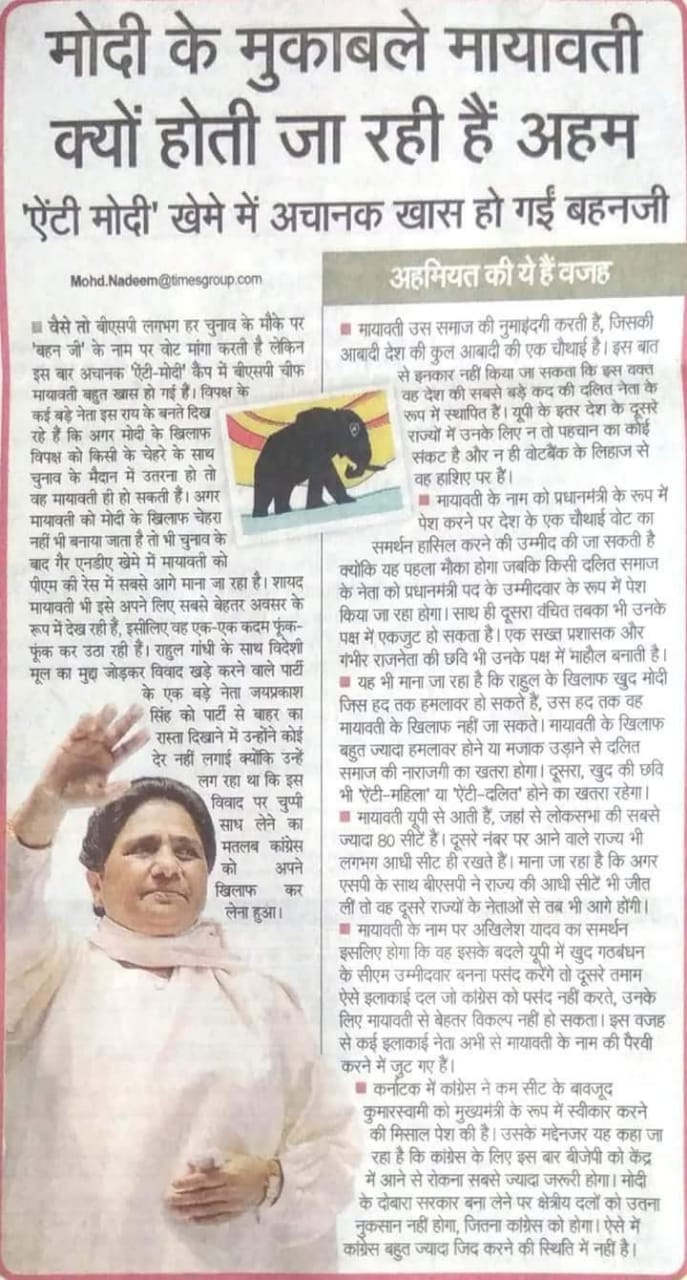 मोदी के मुकाबले मायावती
क्यों होती जा रही हैं अहम
'ऐंटी मोदी' खेमे में अचानक खास हो गईं बहनजी
Mohd.Nadeem@timesgroup.com
■ वैसे तो बीएसपी लगभग हर चुनाव के मौके पर
'बहन जी' के नाम पर वोट मांगा करती है लेकिन
इस बार अचानक 'ऐंटी-मोदी' कैंप में बीएसपी चीफ
मायावती बहुत खास हो गई हैं। विपक्ष के
कई बड़े नेता इस राय के बनते दिख
रहे हैं कि अगर मोदी के खिलाफ
विपक्ष को किसी के चेहरे के साथ
चुनाव के मैदान में उतरना हो तो
वह मायावती ही हो सकती हैं। अगर
मायावती को मोदी के खिलाफ चेहरा
नहीं भी बनाया जाता है तो भी चुनाव के
बाद गैर एनडीए खेमे में मायावती को
पीएम की रेस में सबसे आगे माना जा रहा है। शायद
मायावती भी इसे अपने लिए सबसे बेहतर अवसर के
रूप में देख रही हैं, इसीलिए वह एक-एक कदम फूंक-
फूंक कर उठा रही हैं। राहुल गांधी के साथ विदेशी
मूल का मुद्दा जोड़कर विवाद खड़े करने वाले पार्टी
के एक बड़े नेता जयप्रकाश
सिंह को पार्टी से बाहर का
रास्ता दिखाने में उन्होंने कोई
देर नहीं लगाई क्योंकि उन्हें
लग रहा था कि इस
विवाद पर चुप्पी
साध लेने का
मतलब कांग्रेस
को अपने
खिलाफ कर
लेना हुआ।
अहमियत की ये हैं वजह
■ मायावती उस समाज की नुमाइंदगी करती हैं, जिसकी
आबादी देश की कुल आबादी की एक चौथाई है। इस बात
से इनकार नहीं किया जा सकता कि इस वक्त
वह देश की सबसे बड़े कद की दलित नेता के
रूप में स्थापित हैं। यूपी के इतर देश के दूसरे
राज्यों में उनके लिए न तो पहचान का कोई
संकट है और न ही वोटबैंक के लिहाज से
वह हाशिए पर हैं।
■ मायावती के नाम को प्रधानमंत्री के रूप में
पेश करने पर देश के एक चौथाई वोट का
समर्थन हासिल करने की उम्मीद की जा सकती है
क्योंकि यह पहला मौका होगा जबकि किसी दलित समाज
के नेता को प्रधानमंत्री पद के उम्मीदवार के रूप में पेश
किया जा रहा होगा। साथ ही दूसरा वंचित तबका भी उनके
पक्ष में एकजुट हो सकता है। एक सख्त प्रशासक और
गंभीर राजनेता की छवि भी उनके पक्ष में माहौल बनाती है।
■ यह भी माना जा रहा है कि राहुल के खिलाफ खुद मोदी
जिस हद तक हमलावर हो सकते हैं, उस हद तक वह
मायावती के खिलाफ नहीं जा सकते। मायावती के खिलाफ
बहुत ज्यादा हमलावर होने या मजाक उड़ाने से दलित
समाज की नाराजगी का खतरा होगा। दूसरा, खुद की छवि
भी 'ऐंटी-महिला' या 'ऐंटी-दलित' होने का खतरा रहेगा।
■ मायावती यूपी से आती हैं, जहां से लोकसभा की सबसे
ज्यादा 80 सीटें हैं। दूसरे नंबर पर आने वाले राज्य भी
लगभग आधी सीट ही रखते हैं। माना जा रहा है कि अगर
एसपी के साथ बीएसपी ने राज्य की आधी सीटें भी जीत
लीं तो वह दूसरे राज्यों के नेताओं से तब भी आगे होंगी।
■ मायावती के नाम पर अखिलेश यादव का समर्थन
इसलिए होगा कि वह इसके बदले यूपी में खुद गठबंधन
के सीएम उम्मीदवार बनना पसंद करेंगे तो दूसरे तमाम
ऐसे इलाकाई दल जो कांग्रेस को पसंद नहीं करते, उनके
लिए मायावती से बेहतर विकल्प नहीं हो सकता। इस वजह
से कई इलाकाई नेता अभी से मायावती के नाम की पैरवी
करने में जुट गए हैं।
■ कर्नाटक में कांग्रेस ने कम सीट के बावजूद
कुमारस्वामी को मुख्यमंत्री के रूप में स्वीकार करने
की मिसाल पेश की है। उसके मद्देनजर यह कहा जा
रहा है कि कांग्रेस के लिए इस बार बीजेपी को केंद्र
में आने से रोकना सबसे ज्यादा जरूरी होगा। मोदी
के दोबारा सरकार बना लेने पर क्षेत्रीय दलों को उतना
नुकसान नहीं होगा, जितना कांग्रेस को होगा। ऐसे में
कांग्रेस बहुत ज्यादा जिद करने की स्थिति में नहीं है।